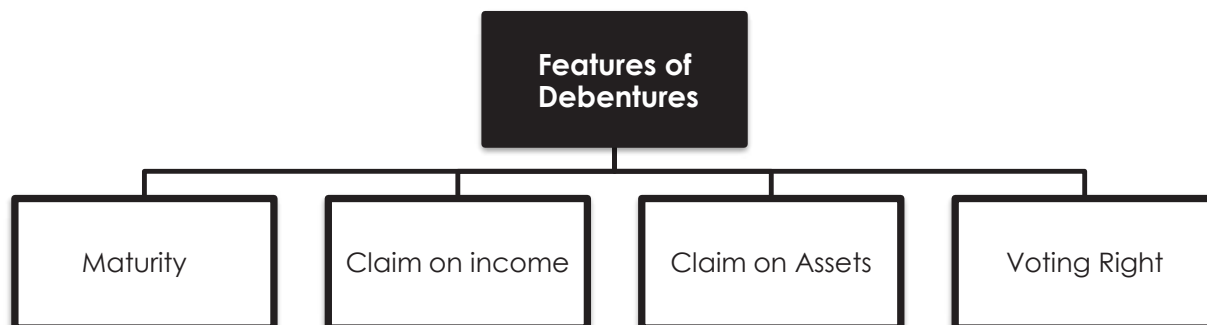 Features of
Debentures
Maturity
Claim on income
Claim on Assets
Voting Right